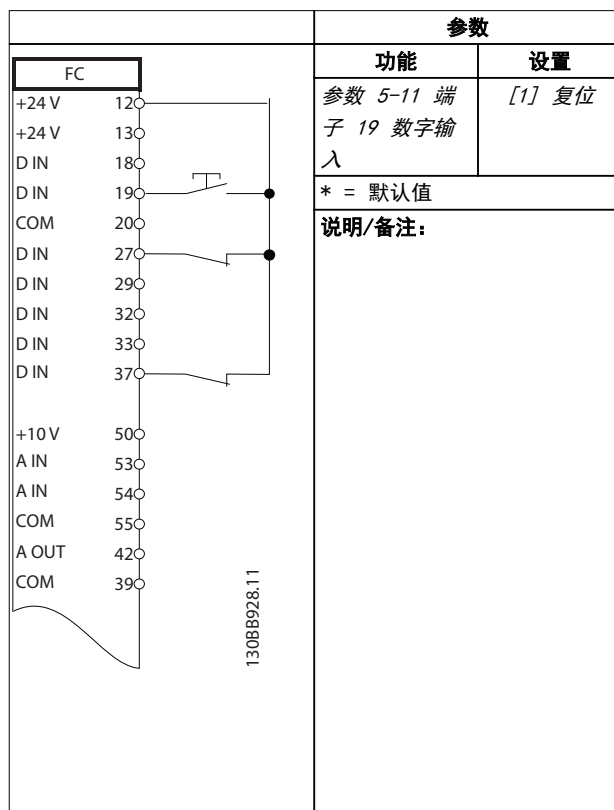 FC
+24 V 12
+24 V 13
D IN 18
D IN 19
COM 20
D IN 27
D IN 29
D IN 32
D IN 33
D IN 37
+10 V 50
A IN 53
A IN 54
COM 55
A OUT 42
COM 39
130BB928.11
参数
功能 设置
参数 5-11 端 [1] 复位
子 19 数字输
入
* = 默认值
说明/备注：